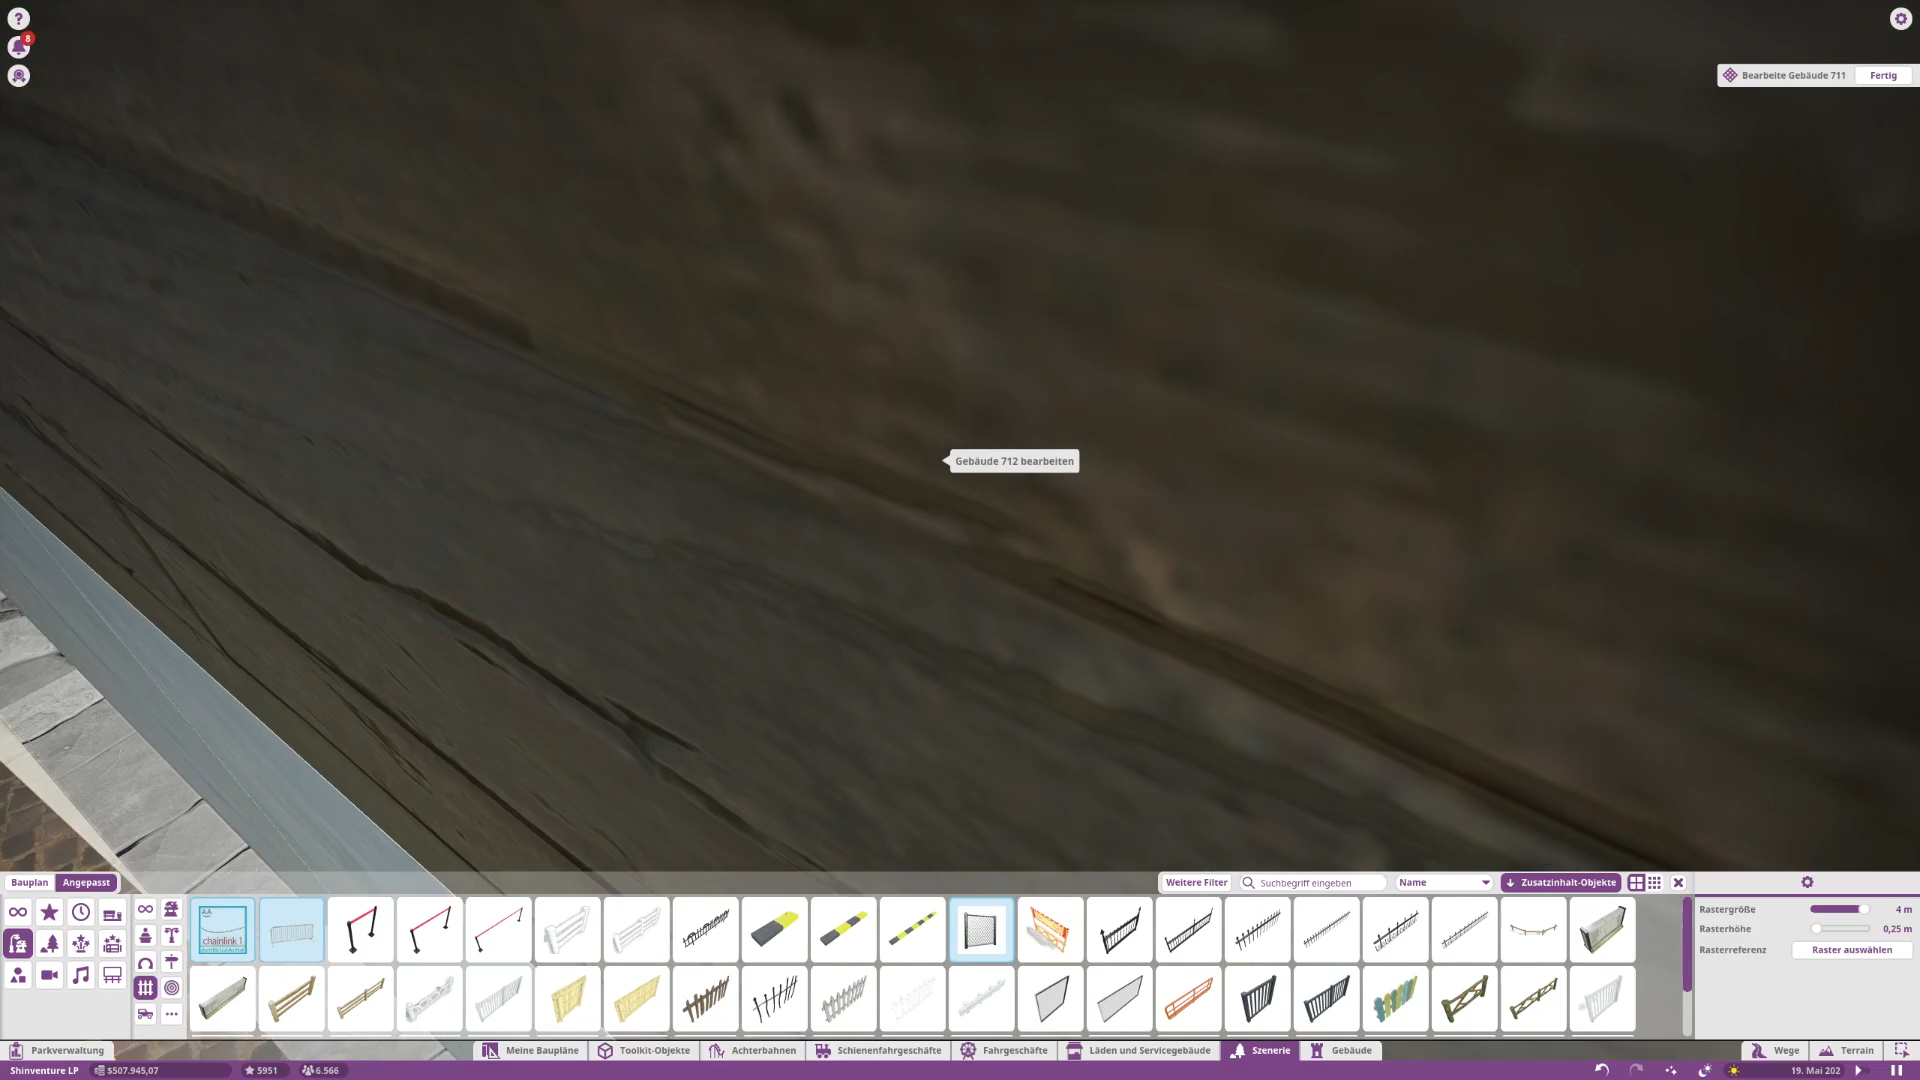 ?
8
Bearbeite Gebäude 711
Fertig
Gebäude 712 bearbeiten
Bauplan
Angepasst
Weitere Filter
Suchbegriff eingeben
Name
Zusatzinhalt-Objekte
chainlink 1
Rastergröße
4 m
Rasterhöhe
0,25 m
Rasterreferenz
Raster auswählen
Parkverwaltung
Meine Baupläne
Toolkit-Objekte
Achterbahnen
Schienenfahrgeschäfte
Fahrgeschäfte
Läden und Servicegebäude
Szenerie
Gebäude
Wege
Terrain
Shinventure LP
$507.945,07
5951
6.566
19. Mai 202